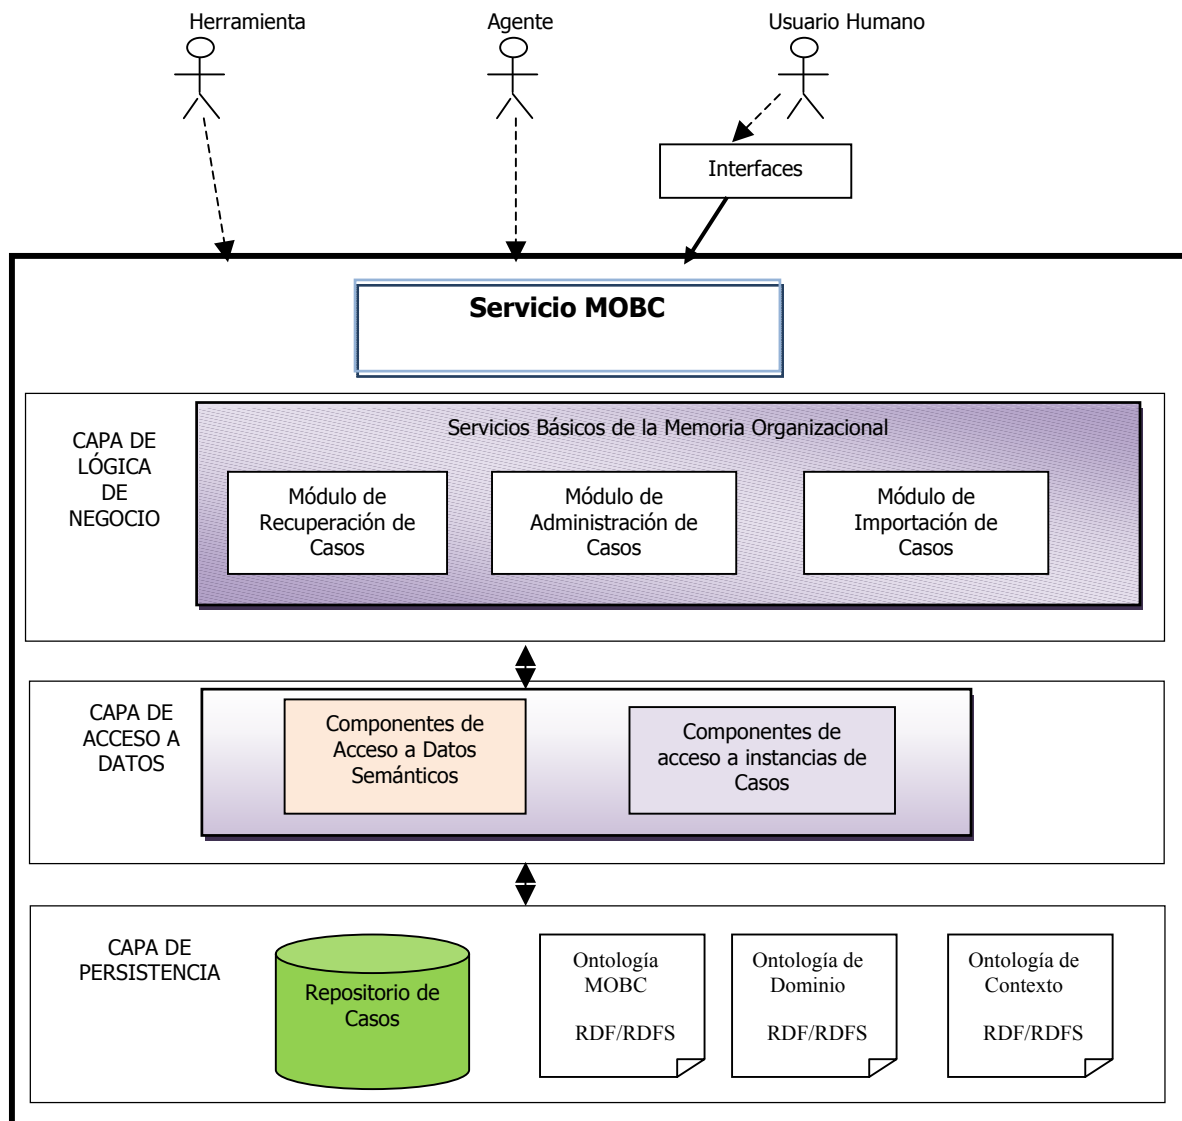 Herramienta
Agente
Usuario Humano
Interfaces
Servicio MOBC
CAPA DE
LÓGICA
DE
NEGOCIO
Servicios Básicos de la Memoria Organizacional
Módulo de
Recuperación de
Casos
Módulo de
Administración de
Casos
Módulo de
Importación de
Casos
CAPA DE
ACCESO A
DATOS
Componentes de
Acceso a Datos
Semánticos
Componentes de
acceso a instancias de
Casos
CAPA DE
PERSISTENCIA
Repositorio de
Casos
Ontología
MOBC
RDF/RDFS
Ontología de
Dominio
RDF/RDFS
Ontología de
Contexto
RDF/RDFS